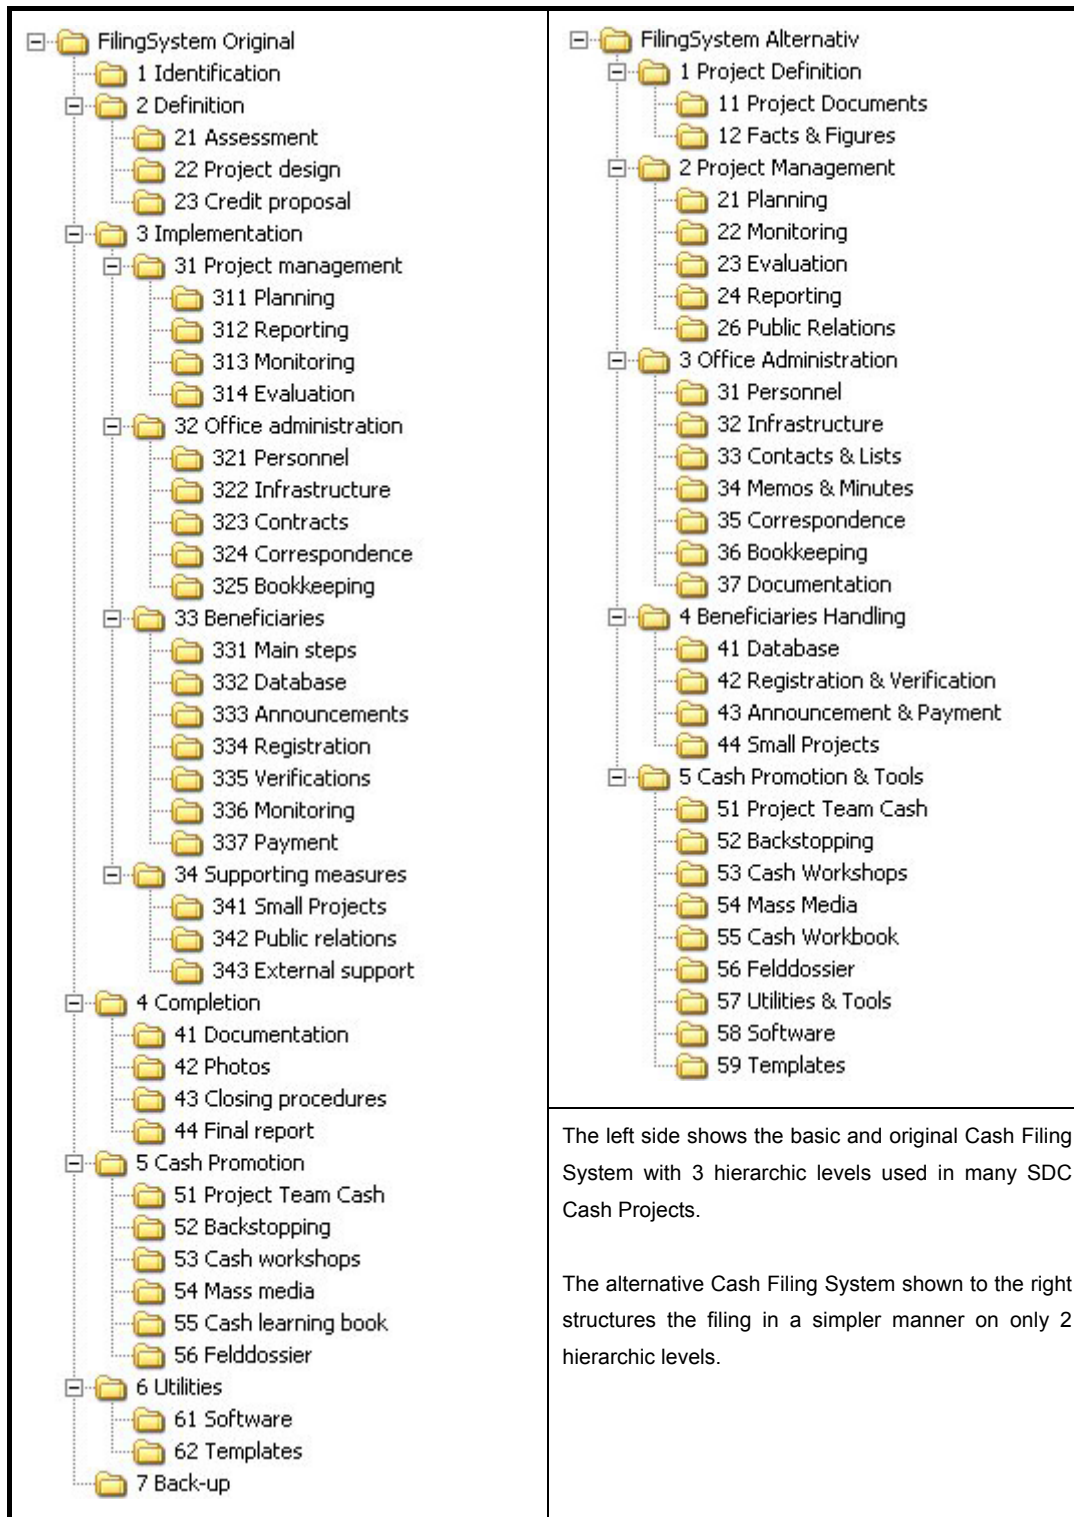 FilingSystem Original
1 Identification
2 Definition
21 Assessment
22 Project design
23 Credit proposal
3 Implementation
31 Project management
311 Planning
312 Reporting
313 Monitoring
314 Evaluation
32 Office administration
321 Personnel
322 Infrastructure
323 Contracts
324 Correspondence
325 Bookkeeping
33 Beneficiaries
331 Main steps
332 Database
333 Announcements
334 Registration
335 Verifications
336 Monitoring
337 Payment
34 Supporting measures
341 Small Projects
342 Public relations
343 External support
4 Completion
41 Documentation
42 Photos
43 Closing procedures
44 Final report
5 Cash Promotion
51 Project Team Cash
52 Backstopping
53 Cash workshops
54 Mass media
55 Cash learning book
56 Felddossier
6 Utilities
61 Software
62 Templates
7 Back-up
FilingSystem Alternativ
1 Project Definition
11 Project Documents
12 Facts & Figures
2 Project Management
21 Planning
22 Monitoring
23 Evaluation
24 Reporting
26 Public Relations
3 Office Administration
31 Personnel
32 Infrastructure
33 Contacts & Lists
34 Memos & Minutes
35 Correspondence
36 Bookkeeping
37 Documentation
4 Beneficiaries Handling
41 Database
42 Registration & Verification
43 Announcement & Payment
44 Small Projects
5 Cash Promotion & Tools
51 Project Team Cash
52 Backstopping
53 Cash Workshops
54 Mass Media
55 Cash Workbook
56 Felddossier
57 Utilities & Tools
58 Software
59 Templates
The left side shows the basic and original Cash Filing
System with 3 hierarchic levels used in many SDC
Cash Projects.
The alternative Cash Filing System shown to the right
structures the filing in a simpler manner on only 2
hierarchic levels.